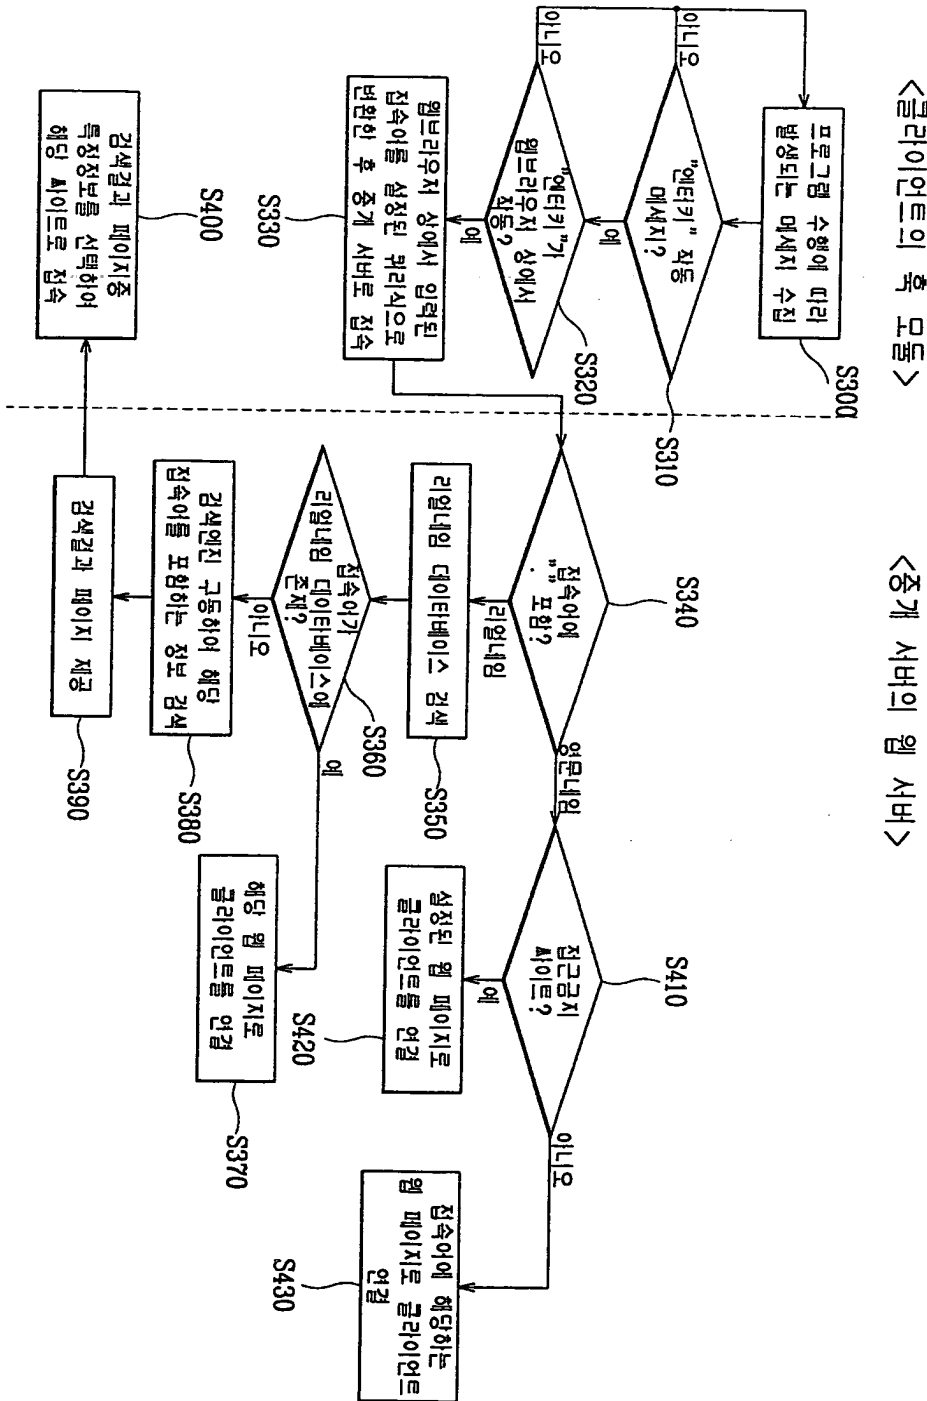 <클라이언트의 훅 모듈>
프로그램 수행에 따라
발생되는 메세지 수집
S300
"엔터키" 작동
메세지?
S310
아니오
예
"엔터키"가
웹브라우저 상에서
작동?
S320
아니오
예
웹브라우저 상에서 입력된
접속어를 설정된 쿼리식으로
변환한 후 중계 서버로 접속
S330
검색결과 페이지중
특정정보를 선택하여
해당 싸이트로 접속
S400
<중계 서버의 웹 서버>
접속어에
"." 포함?
S340
리얼네임
영문네임
리얼네임 데이터베이스 검색
S350
접속어가
리얼네임 데이터베이스에
존재?
S360
아니오
예
해당 웹 페이지로
클라이언트를 연결
S370
검색엔진 구동하여 해당
접속어를 포함하는 정보 검색
S380
검색결과 페이지 제공
S390
접근금지
싸이트?
S410
예
아니오
설정된 웹 페이지로
클라이언트를 연결
S420
접속어에 해당하는
웹 페이지로 클라이언트
연결
S430